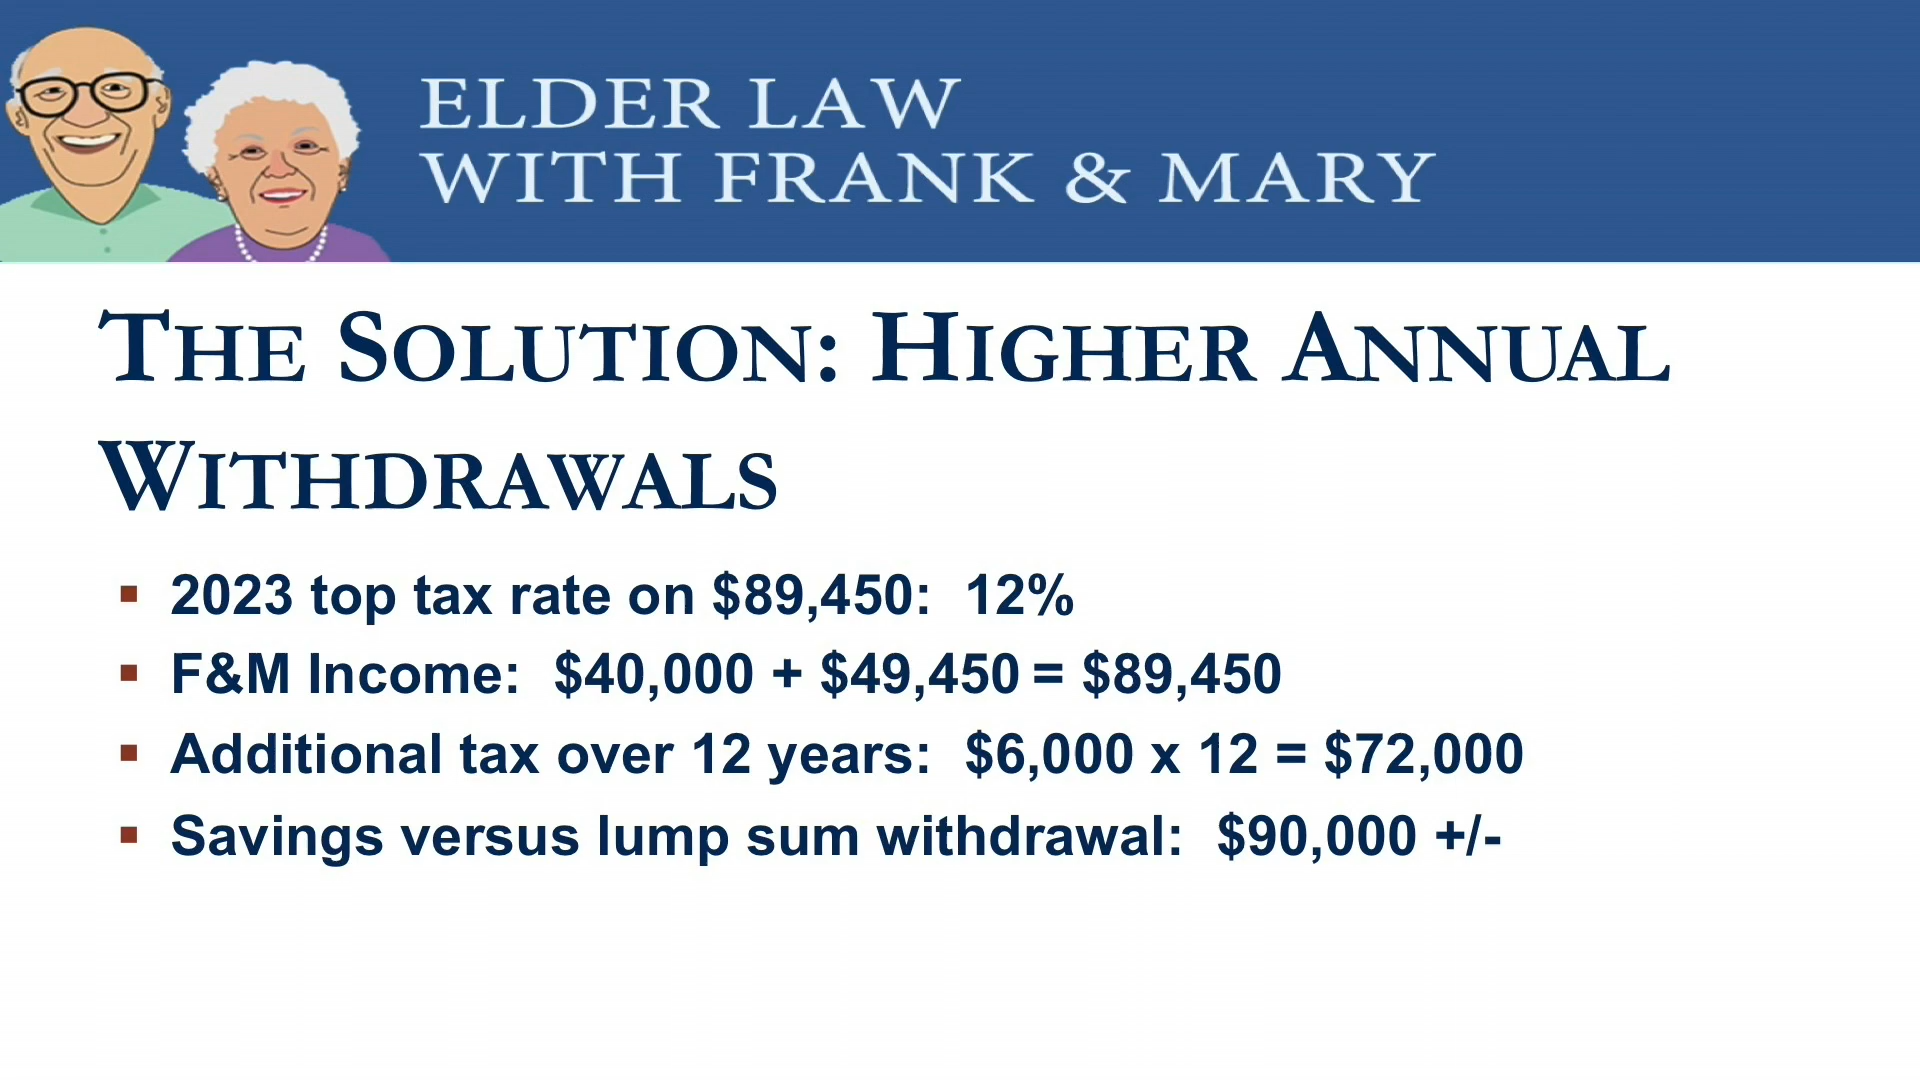 ELDER LAW
WITH FRANK & MARY
THE SOLUTION: HIGHER ANNUAL
WITHDRAWALS
▪ 2023 top tax rate on $89,450: 12%
▪ F&M Income: $40,000 + $49,450 = $89,450
▪ Additional tax over 12 years: $6,000 x 12 = $72,000
▪ Savings versus lump sum withdrawal: $90,000 +/-